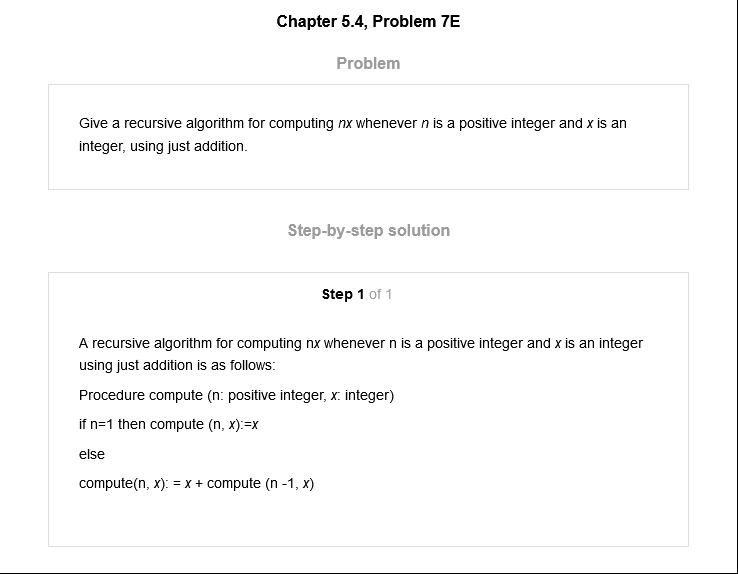 Chapter 5.4, Problem 7E
Problem
Give a recursive algorithm for computing nx whenever n is a positive integer and x is an
integer, using just addition.
Step-by-step solution
Step 1 of 1
A recursive algorithm for computing nx whenever n is a positive integer and x is an integer
using just addition is as follows:
Procedure compute (n: positive integer, x: integer)
if n=1 then compute (n, x):=x
else
compute(n, x): = x + compute (n -1, x)